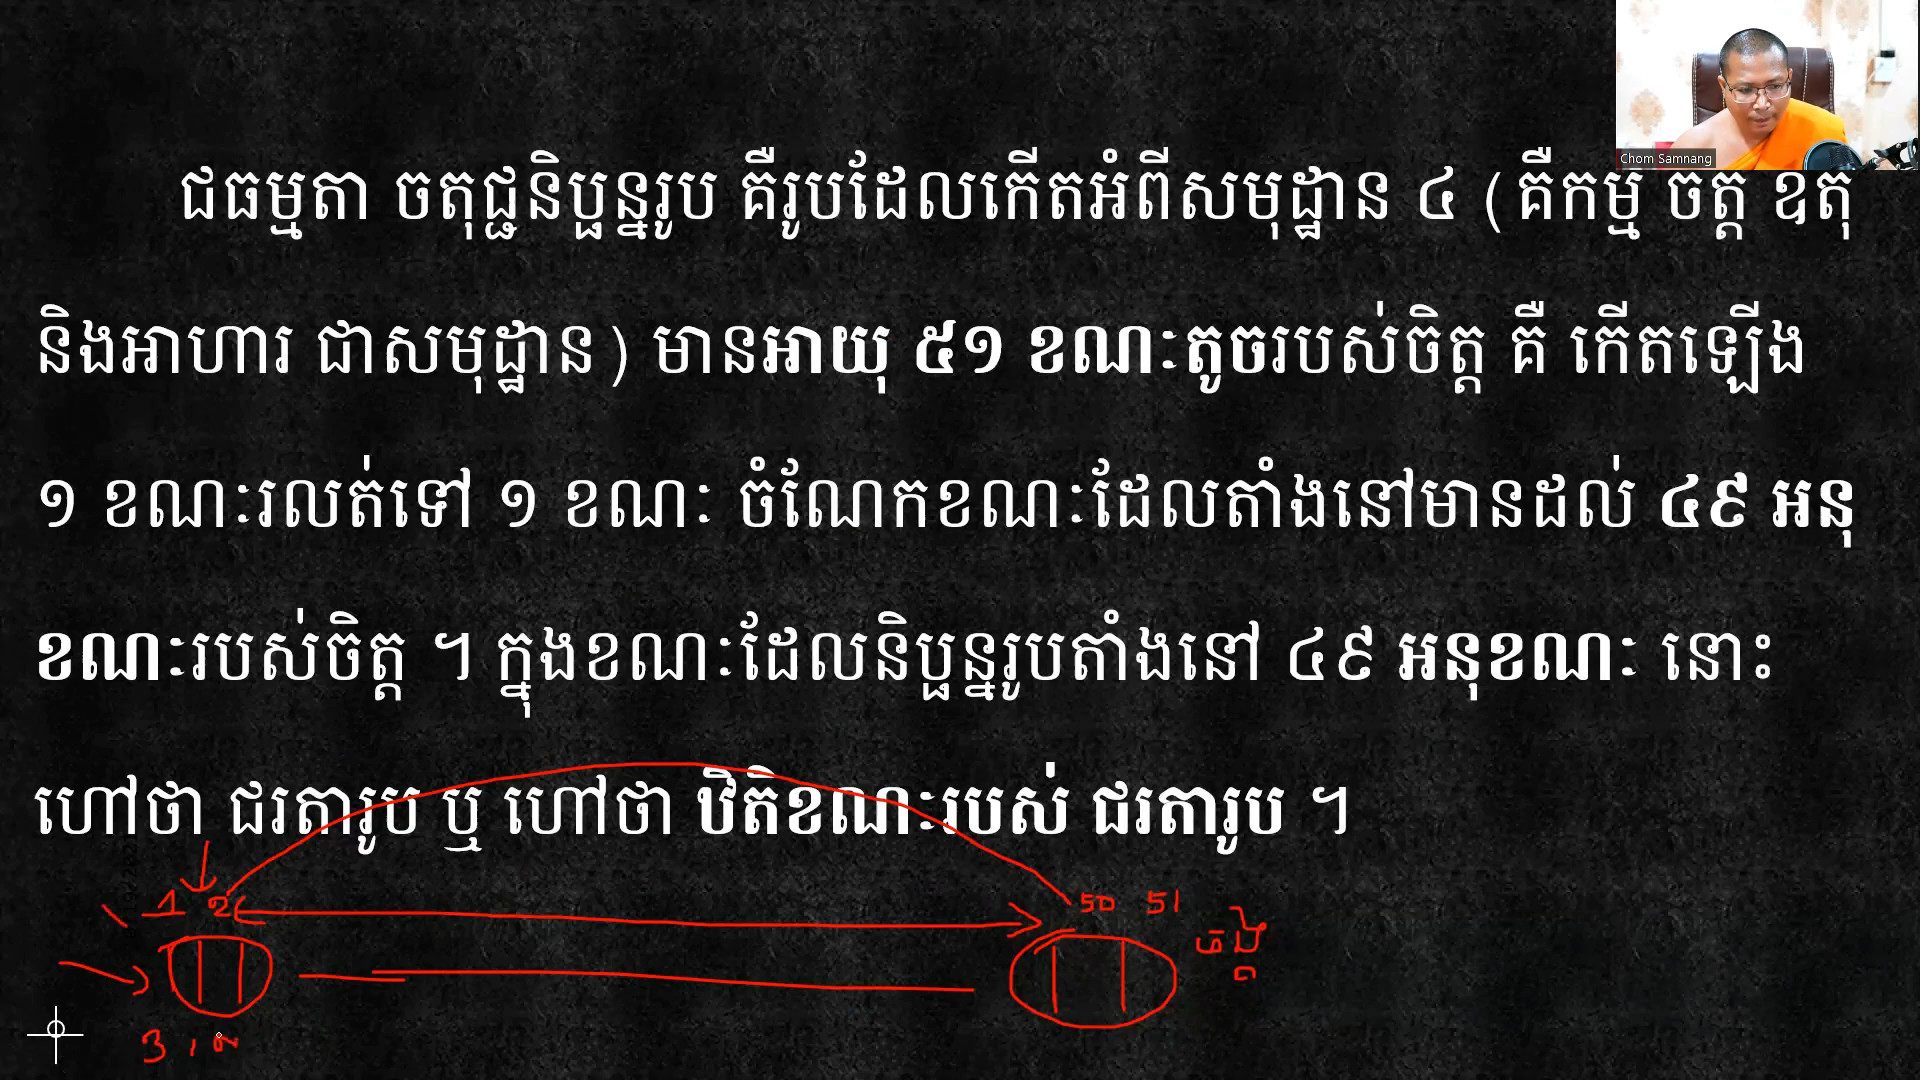 Chom Samnang
ជធម្មតា ចតុជ្ជនិប្ផន្នរូប គឺរូបដែលកើតអំពីសមុដ្ឋាន ៤ (គឺកម្ម ចិត្ត ឧតុ
និងអាហារ ជាសមុដ្ឋាន) មានអាយុ ៥១ ខណៈតូចរបស់ចិត្ត គឺ កើតឡើង
១ ខណៈរលត់ទៅ ១ ខណៈ ចំណែកខណៈដែលតាំងនៅមានដល់ ៤៩ អនុ
ខណៈរបស់ចិត្ត ។ ក្នុងខណៈដែលនិប្ផន្នរូបតាំងនៅ ៤៩ អនុខណៈ នោះ
ហៅថា ជរតារូប ឬ ហៅថា ឋិតិខណៈរបស់ ជរតារូប ។
1 2 50 51
3